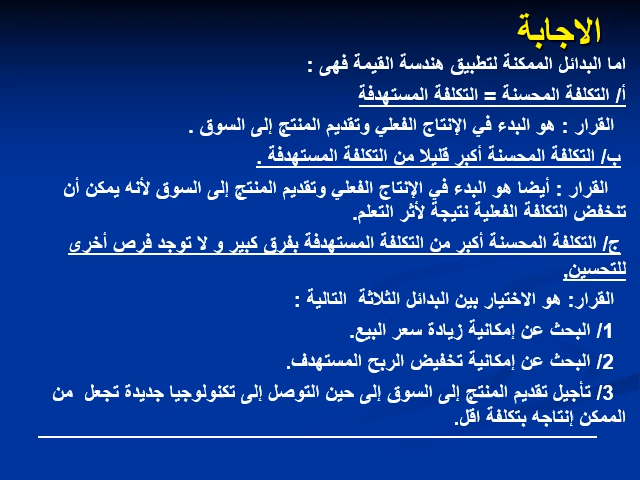 الاجابة
اما البدائل الممكنة لتطبيق هندسة القيمة فهى :
أ/ التكلفة المحسنة = التكلفة المستهدفة
القرار : هو البدء في الإنتاج الفعلي وتقديم المنتج إلى السوق .
ب/ التكلفة المحسنة أكبر قليلا من التكلفة المستهدفة .
القرار : أيضا هو البدء في الإنتاج الفعلي وتقديم المنتج إلى السوق لأنه يمكن أن
تنخفض التكلفة الفعلية نتيجة لأثر التعلم.
ج/ التكلفة المحسنة أكبر من التكلفة المستهدفة بفرق كبير و لا توجد فرص أخرى
للتحسين,
القرار: هو الاختيار بين البدائل الثلاثة التالية :
1/ البحث عن إمكانية زيادة سعر البيع.
2/ البحث عن إمكانية تخفيض الربح المستهدف.
3/ تأجيل تقديم المنتج إلى السوق إلى حين التوصل إلى تكنولوجيا جديدة تجعل من
الممكن إنتاجه بتكلفة اقل.